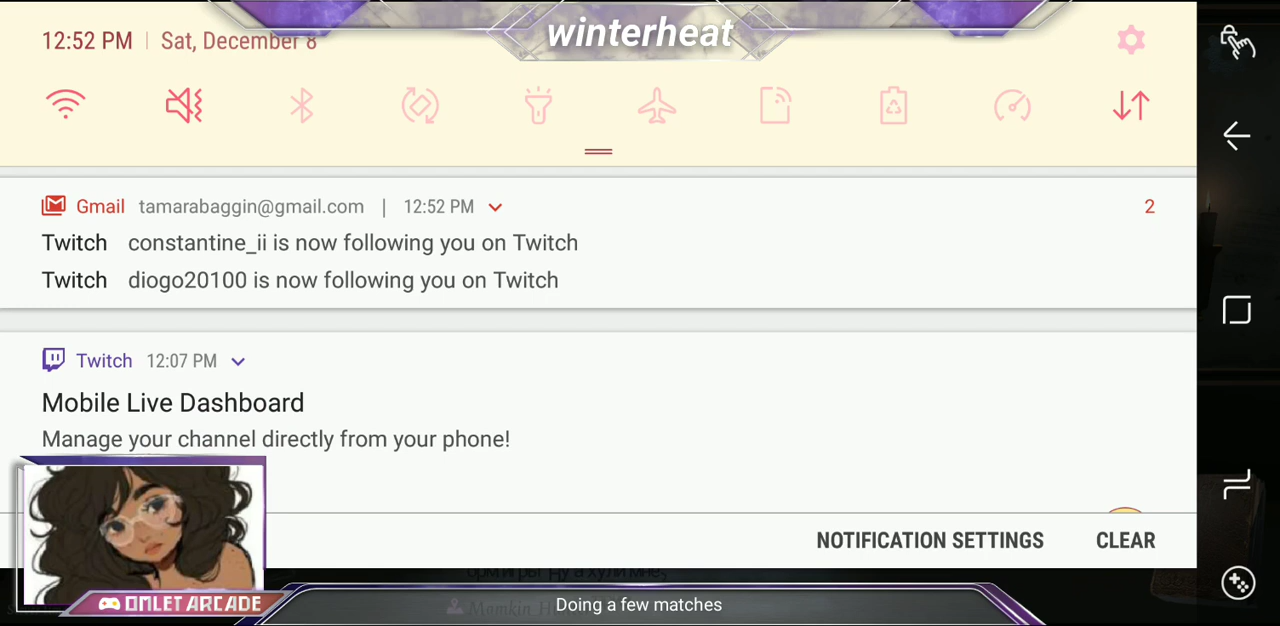 winterheat
12:52 PM | Sat, December 8
Gmail tamarabaggin@gmail.com | 12:52 PM 2
Twitch constantine_ii is now following you on Twitch
Twitch diogo20100 is now following you on Twitch
Twitch 12:07 PM
Mobile Live Dashboard
Manage your channel directly from your phone!
NOTIFICATION SETTINGS CLEAR
OMLET ARCADE
Mamkin
Doing a few matches